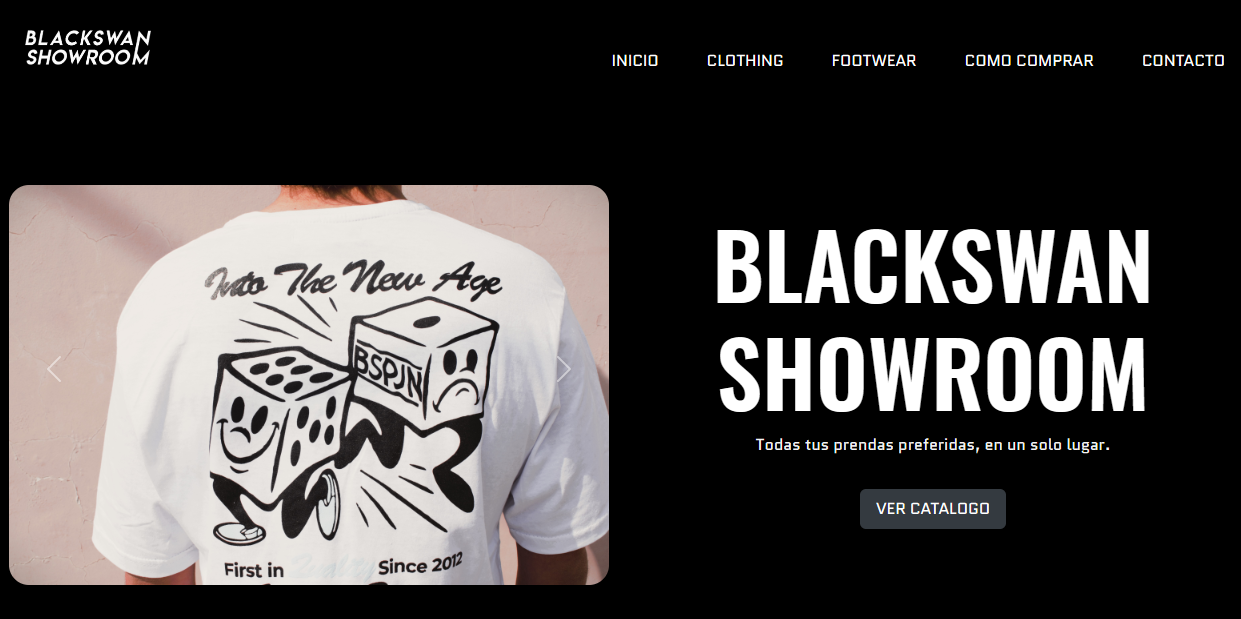 BLACKSWAN
SHOWROOM
INICIO CLOTHING FOOTWEAR COMO COMPRAR CONTACTO
Into The New Age
BSPJN
First in
Since 2012
BLACKSWAN
SHOWROOM
Todas tus prendas preferidas, en un solo lugar.
VER CATALOGO